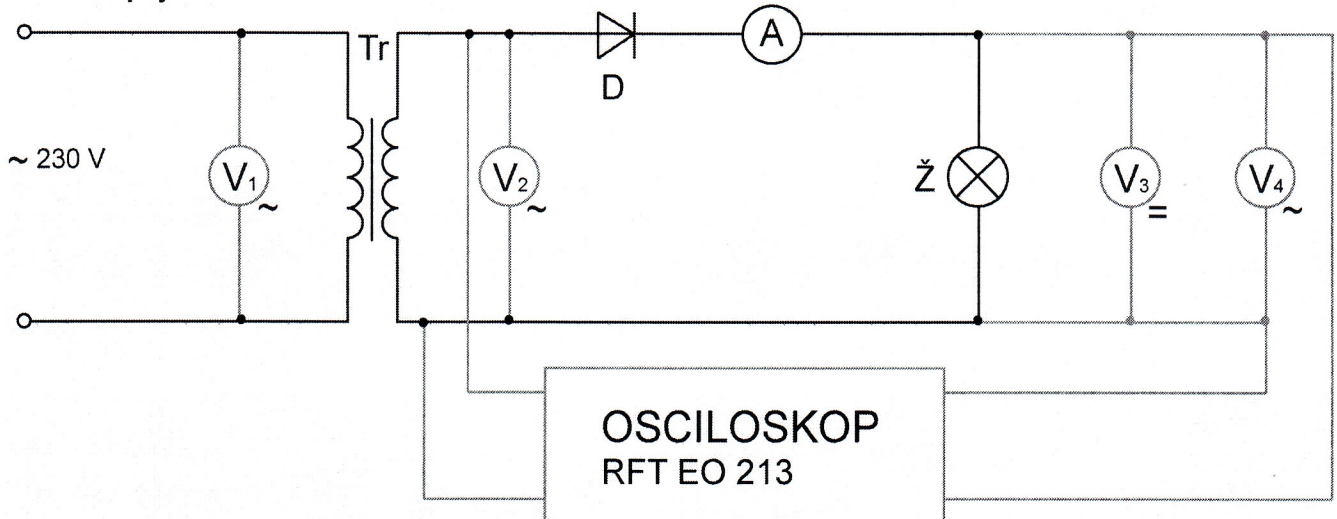 Tr
A
D
~ 230 V
V1
~
V2
~
Ž
V3
=
V4
~
OSCILOSKOP
RFT EO 213